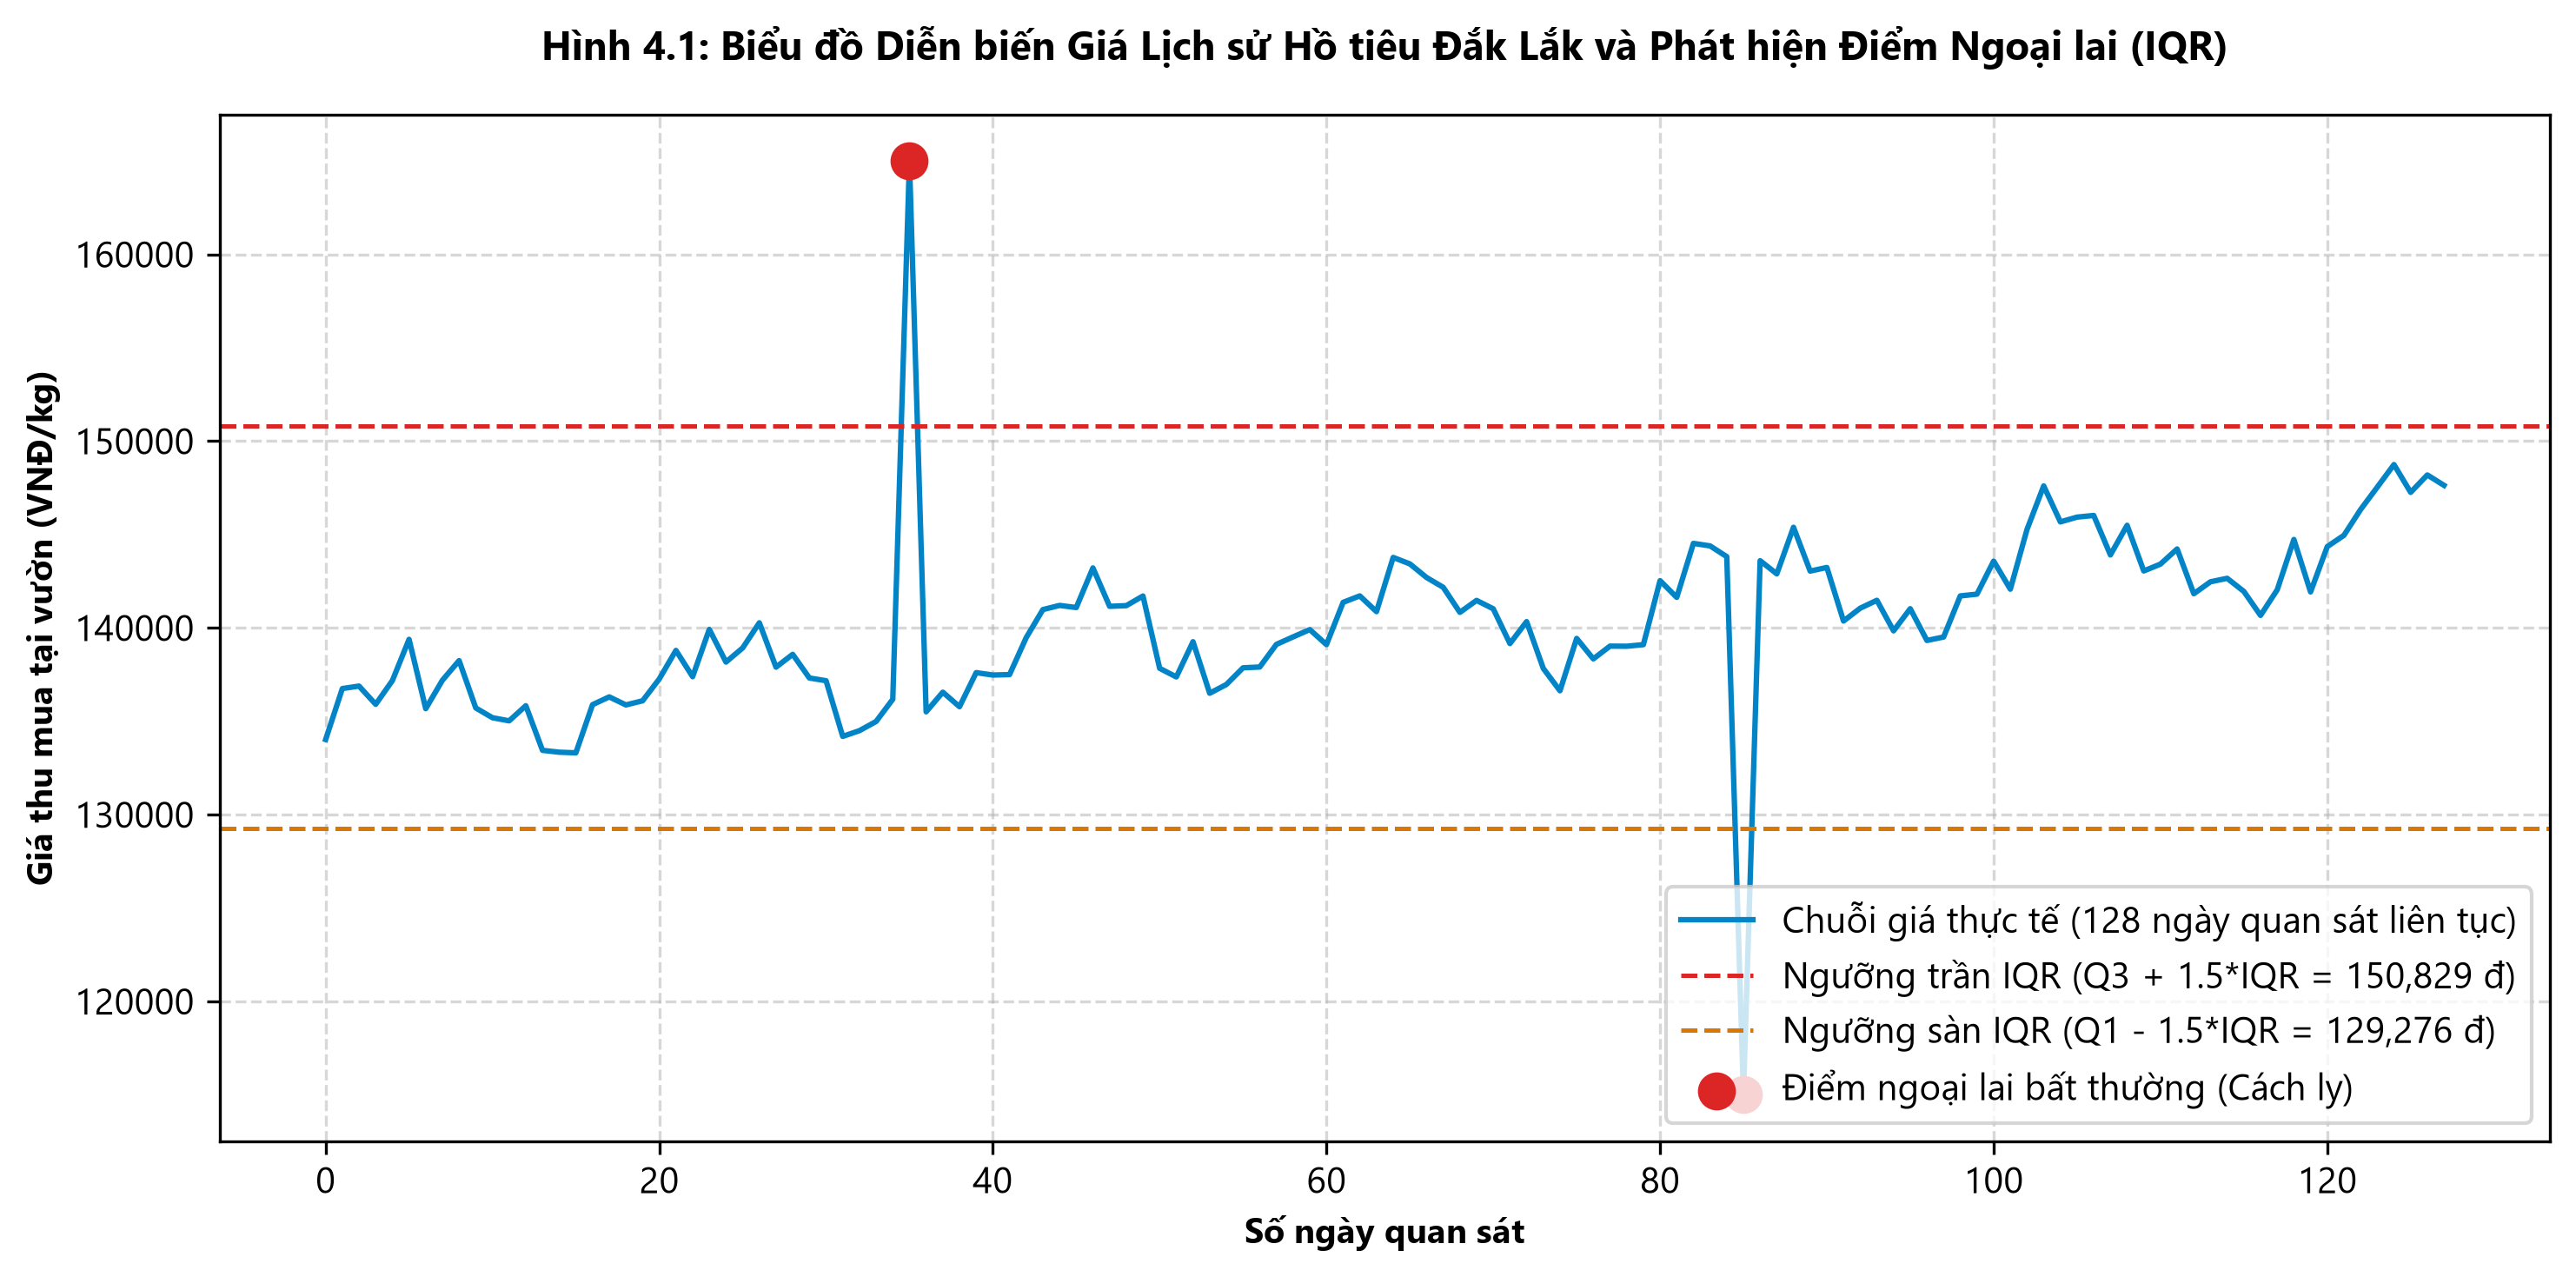 Hình 4.1: Biểu đồ Diễn biến Giá Lịch sử Hồ tiêu Đắk Lắk và Phát hiện Điểm Ngoại lai (IQR)
Giá thu mua tại vườn (VNĐ/kg)
160000
150000
140000
130000
120000
Chuỗi giá thực tế (128 ngày quan sát liên tục)
Ngưỡng trần IQR (Q3 + 1.5*IQR = 150,829 đ)
Ngưỡng sàn IQR (Q1 - 1.5*IQR = 129,276 đ)
Điểm ngoại lai bất thường (Cách ly)
0 20 40 60 80 100 120
Số ngày quan sát